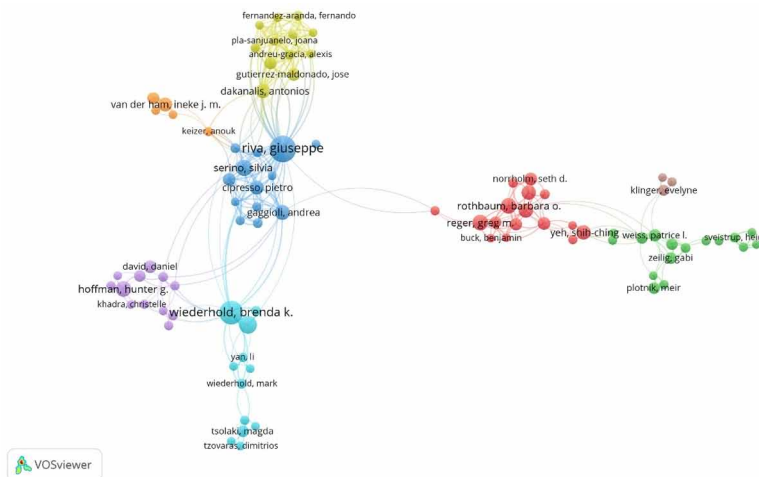 fernandez-aranda, fernando
pla-sanjuanelo, joana
andreu-gracia, alexis
gutierrez-maldonado, jose
dakanalis, antonios
van der ham, ineke j. m.
keizer, anouk
riva, giuseppe
serino, silvia
cipresso, pietro
gaggioli, andrea
norrholm, seth d.
rothbaum, barbara o.
reger, greg m.
buck, benjamin
yeh, shih-ching
klinger, evelyne
weiss, patrice l.
sveistrup, hei
zeilig, gabi
plotnik, meir
david, daniel
hoffman, hunter g.
khadra, christelle
wiederhold, brenda k.
yan, li
wiederhold, mark
tsolaki, magda
tzovaras, dimitrios
VOSviewer